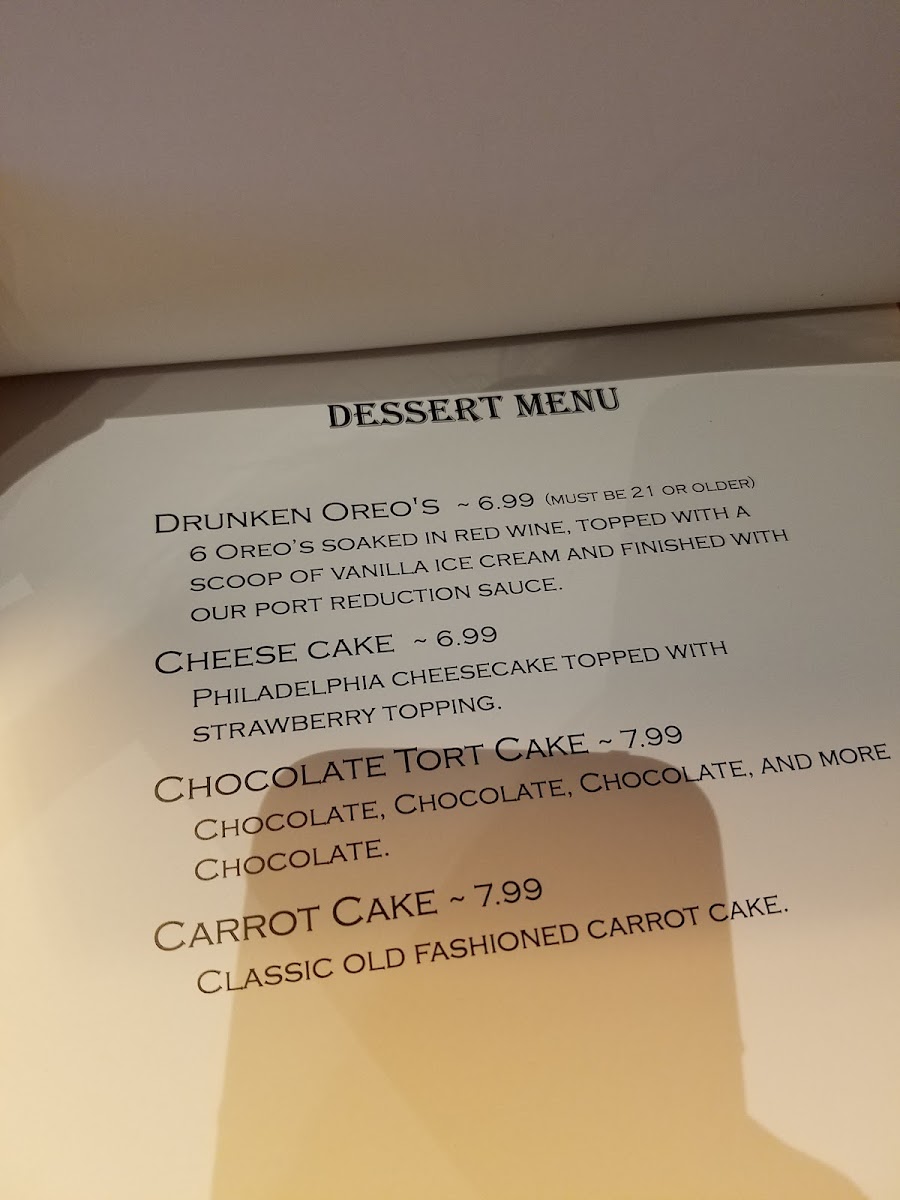 DESSERT MENU
DRUNKEN OREO'S ~ 6.99 (MUST BE 21 OR OLDER)
6 OREO'S SOAKED IN RED WINE, TOPPED WITH A
SCOOP OF VANILLA ICE CREAM AND FINISHED WITH
OUR PORT REDUCTION SAUCE.
CHEESE CAKE ~ 6.99
PHILADELPHIA CHEESECAKE TOPPED WITH
STRAWBERRY TOPPING.
CHOCOLATE TORT CAKE ~ 7.99
CHOCOLATE, CHOCOLATE, CHOCOLATE, AND MORE
CHOCOLATE.
CARROT CAKE ~ 7.99
CLASSIC OLD FASHIONED CARROT CAKE.